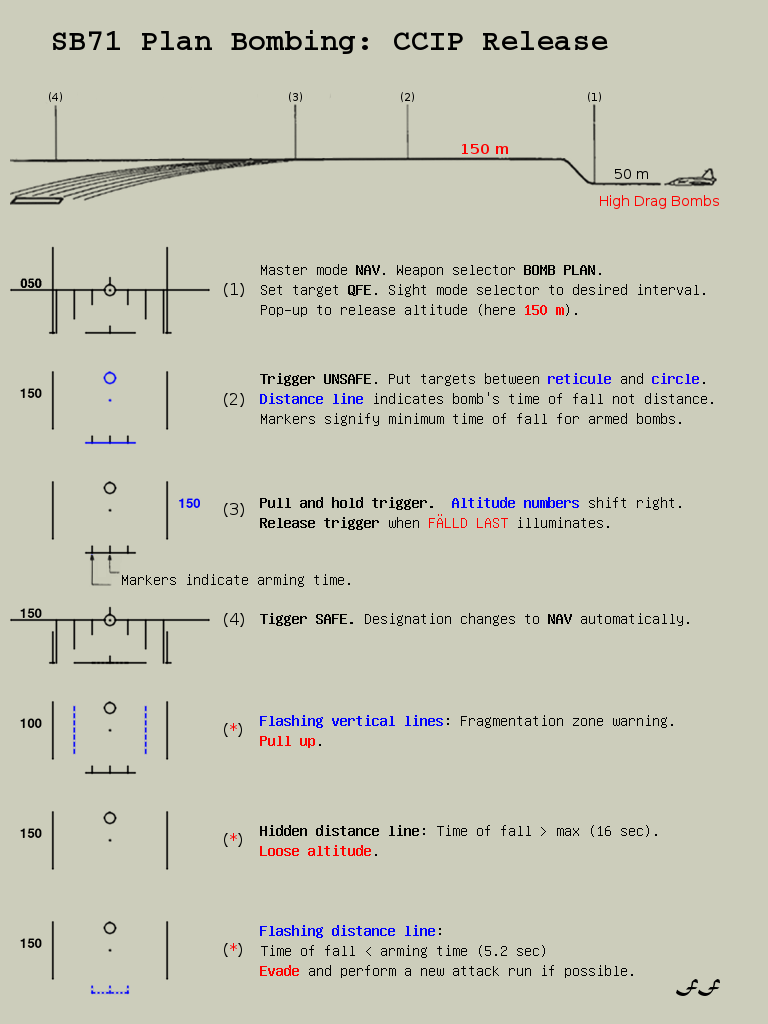 SB71 Plan Bombing: CCIP Release
(4) (3) (2) (1)
150 m
50 m
High Drag Bombs
050
(1)
Master mode NAV. Weapon selector BOMB PLAN.
Set target QFE. Sight mode selector to desired interval.
Pop-up to release altitude (here 150 m).
150
(2)
Trigger UNSAFE. Put targets between reticule and circle.
Distance line indicates bomb's time of fall not distance.
Markers signify minimum time of fall for armed bombs.
150
(3)
Pull and hold trigger. Altitude numbers shift right.
Release trigger when FÄLLD LAST illuminates.
Markers indicate arming time.
150
(4)
Tigger SAFE. Designation changes to NAV automatically.
100
(*)
Flashing vertical lines: Fragmentation zone warning.
Pull up.
150
(*)
Hidden distance line: Time of fall > max (16 sec).
Loose altitude.
150
(*)
Flashing distance line:
Time of fall < arming time (5.2 sec)
Evade and perform a new attack run if possible.
FF